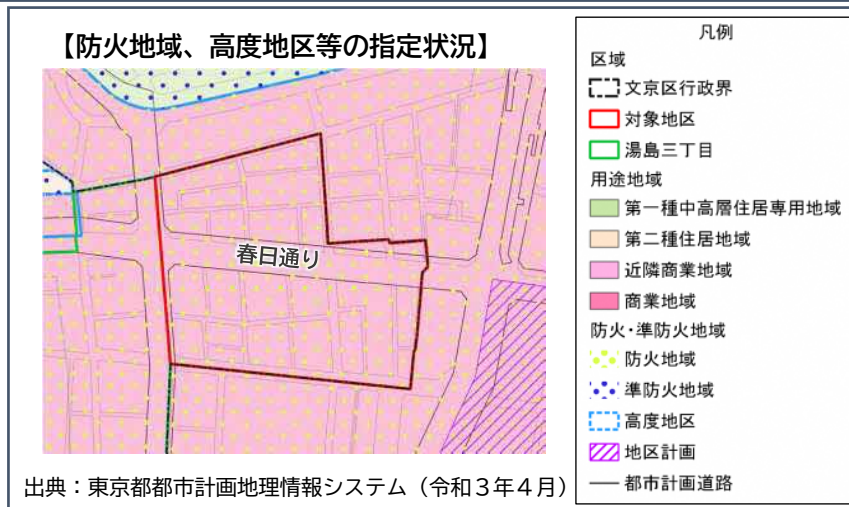 【防火地域、高度地区等の指定状況】
春日通り
出典：東京都都市計画地理情報システム（令和３年４月）
凡例
区域
文京区行政界
対象地区
湯島三丁目
用途地域
第一種中高層住居専用地域
第二種住居地域
近隣商業地域
商業地域
防火・準防火地域
防火地域
準防火地域
高度地区
地区計画
都市計画道路